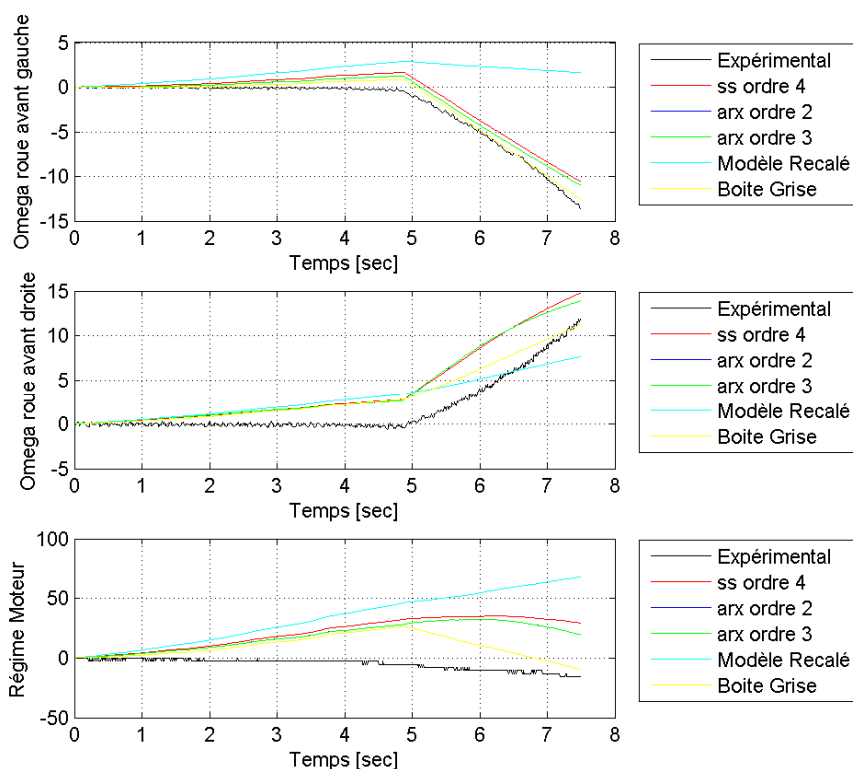 Omega roue avant gauche
5
0
-5
-10
-15
0 1 2 3 4 5 6 7 8
Temps [sec]
Expérimental
ss ordre 4
arx ordre 2
arx ordre 3
Modèle Recalé
Boite Grise
Omega roue avant droite
15
10
5
0
-5
0 1 2 3 4 5 6 7 8
Temps [sec]
Expérimental
ss ordre 4
arx ordre 2
arx ordre 3
Modèle Recalé
Boite Grise
Régime Moteur
100
50
0
-50
0 1 2 3 4 5 6 7 8
Temps [sec]
Expérimental
ss ordre 4
arx ordre 2
arx ordre 3
Modèle Recalé
Boite Grise